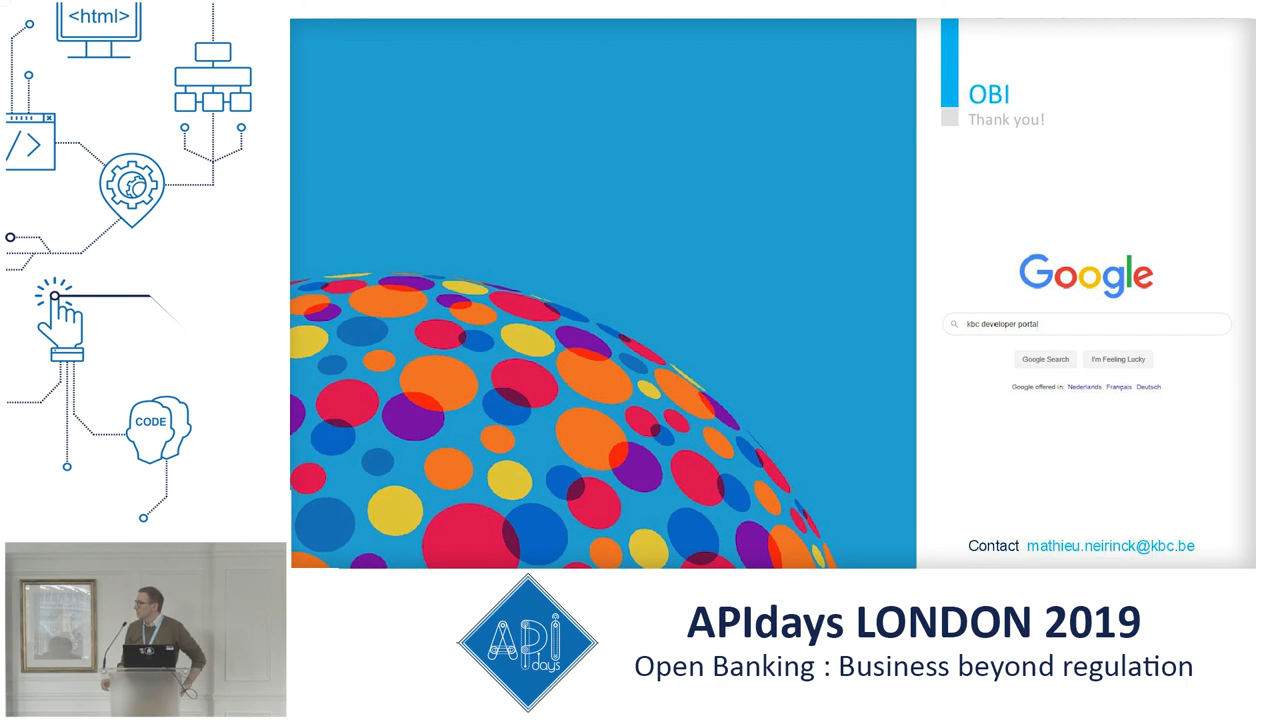 <html>
</>
CODE
OBI
Thank you!
Google
kbc developer portal
Google Search
I'm Feeling Lucky
Google offered in: Nederlands Français Deutsch
Contact mathieu.neirinck@kbc.be
API
days
APIdays LONDON 2019
Open Banking : Business beyond regulation